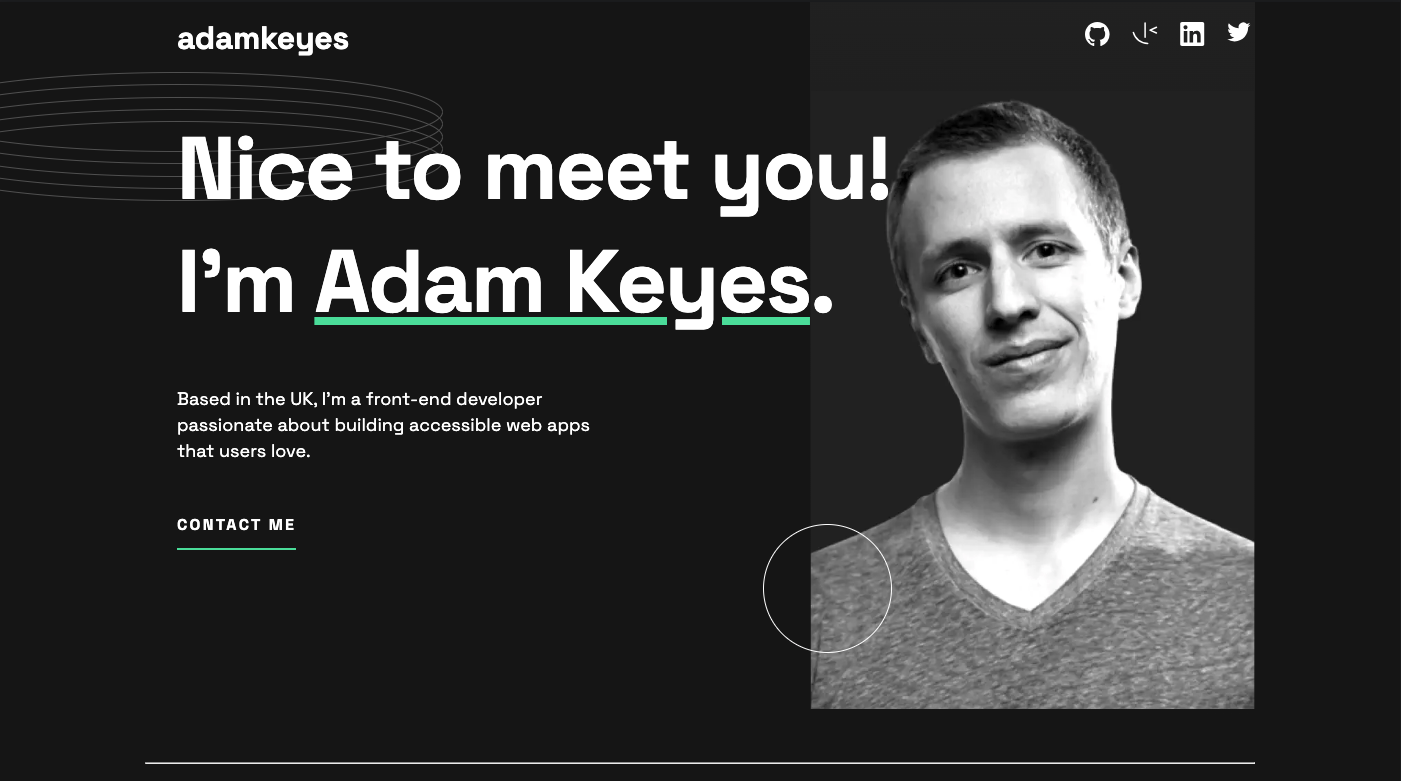 adamkeyes
Nice to meet you!
I’m Adam Keyes.
Based in the UK, I’m a front-end developer
passionate about building accessible web apps
that users love.
CONTACT ME